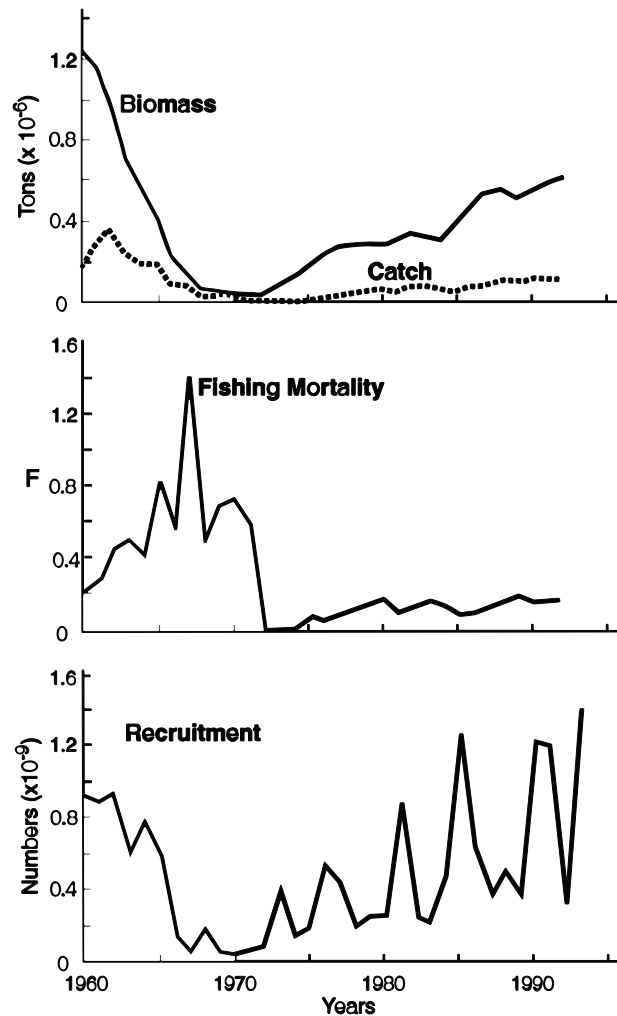 Tons (x 10-6)
1.2
0.8
0.4
0
Biomass
Catch
F
1.6
1.2
0.8
0.4
0
Fishing Mortality
Numbers (x10-9)
1.6
1.2
0.8
0.4
0
Recruitment
1960 1970 1980 1990
Years